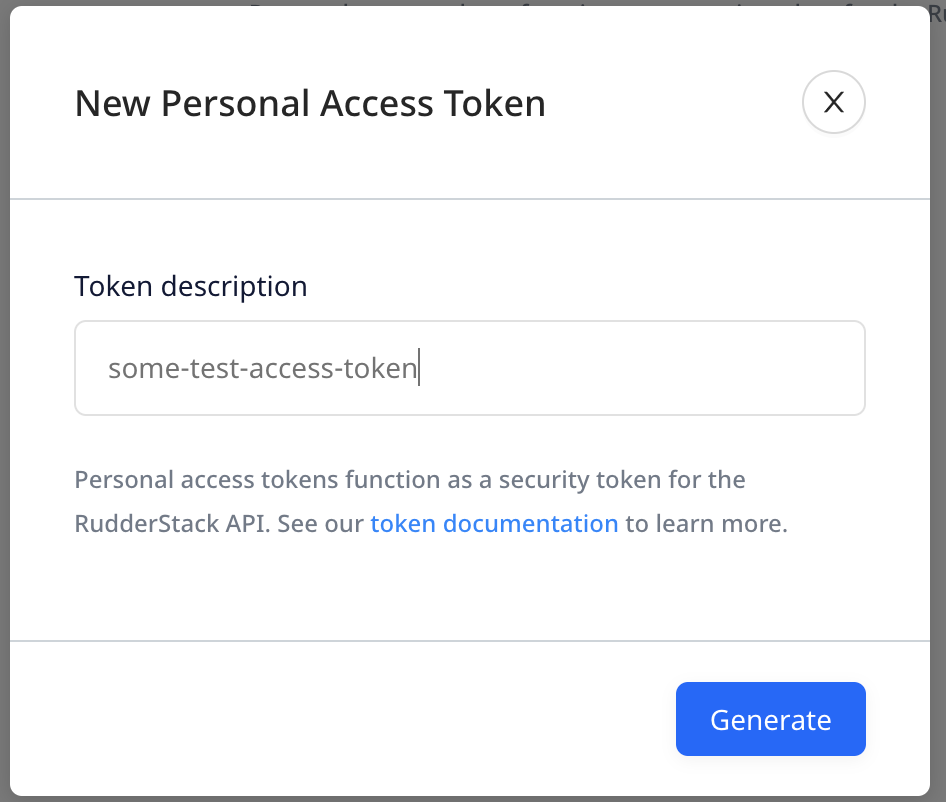 New Personal Access Token
X
Token description
some-test-access-token
Personal access tokens function as a security token for the
RudderStack API. See our token documentation to learn more.
Generate